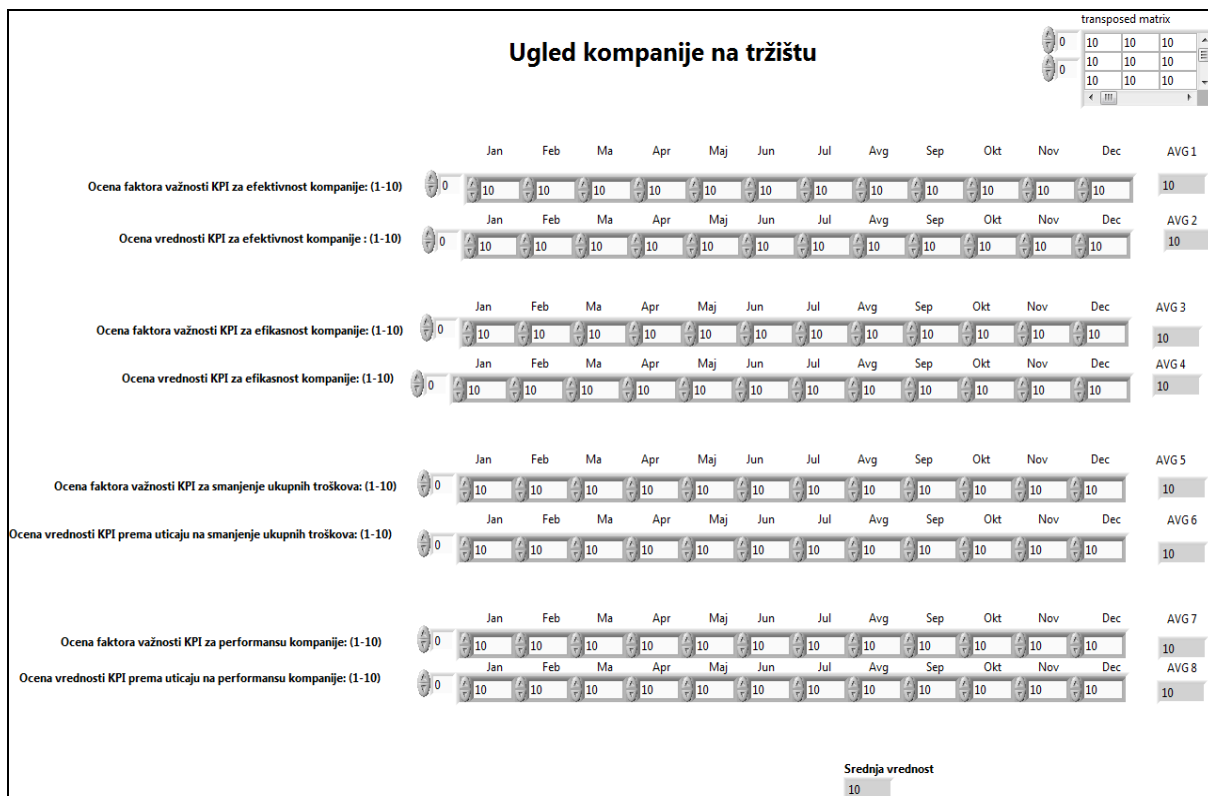 transposed matrix
Ugled kompanije na tržištu
0 10 10 10
0 10 10 10
10 10 10
Jan Feb Ma Apr Maj Jun Jul Avg Sep Okt Nov Dec AVG 1
Ocena faktora važnosti KPI za efektivnost kompanije: (1-10) 0 10 10 10 10 10 10 10 10 10 10 10 10 10
Jan Feb Ma Apr Maj Jun Jul Avg Sep Okt Nov Dec AVG 2
Ocena vrednosti KPI za efektivnost kompanije : (1-10) 0 10 10 10 10 10 10 10 10 10 10 10 10 10
Jan Feb Ma Apr Maj Jun Jul Avg Sep Okt Nov Dec AVG 3
Ocena faktora važnosti KPI za efikasnost kompanije: (1-10) 0 10 10 10 10 10 10 10 10 10 10 10 10 10
Jan Feb Ma Apr Maj Jun Jul Avg Sep Okt Nov Dec AVG 4
Ocena vrednosti KPI za efikasnost kompanije: (1-10) 0 10 10 10 10 10 10 10 10 10 10 10 10 10
Jan Feb Ma Apr Maj Jun Jul Avg Sep Okt Nov Dec AVG 5
Ocena faktora važnosti KPI za smanjenje ukupnih troškova: (1-10) 0 10 10 10 10 10 10 10 10 10 10 10 10 10
Jan Feb Ma Apr Maj Jun Jul Avg Sep Okt Nov Dec AVG 6
Ocena vrednosti KPI prema uticaju na smanjenje ukupnih troškova: (1-10) 0 10 10 10 10 10 10 10 10 10 10 10 10 10
Jan Feb Ma Apr Maj Jun Jul Avg Sep Okt Nov Dec AVG 7
Ocena faktora važnosti KPI za performansu kompanije: (1-10) 0 10 10 10 10 10 10 10 10 10 10 10 10 10
Jan Feb Ma Apr Maj Jun Jul Avg Sep Okt Nov Dec AVG 8
Ocena vrednosti KPI prema uticaju na performansu kompanije: (1-10) 0 10 10 10 10 10 10 10 10 10 10 10 10 10
Srednja vrednost
10